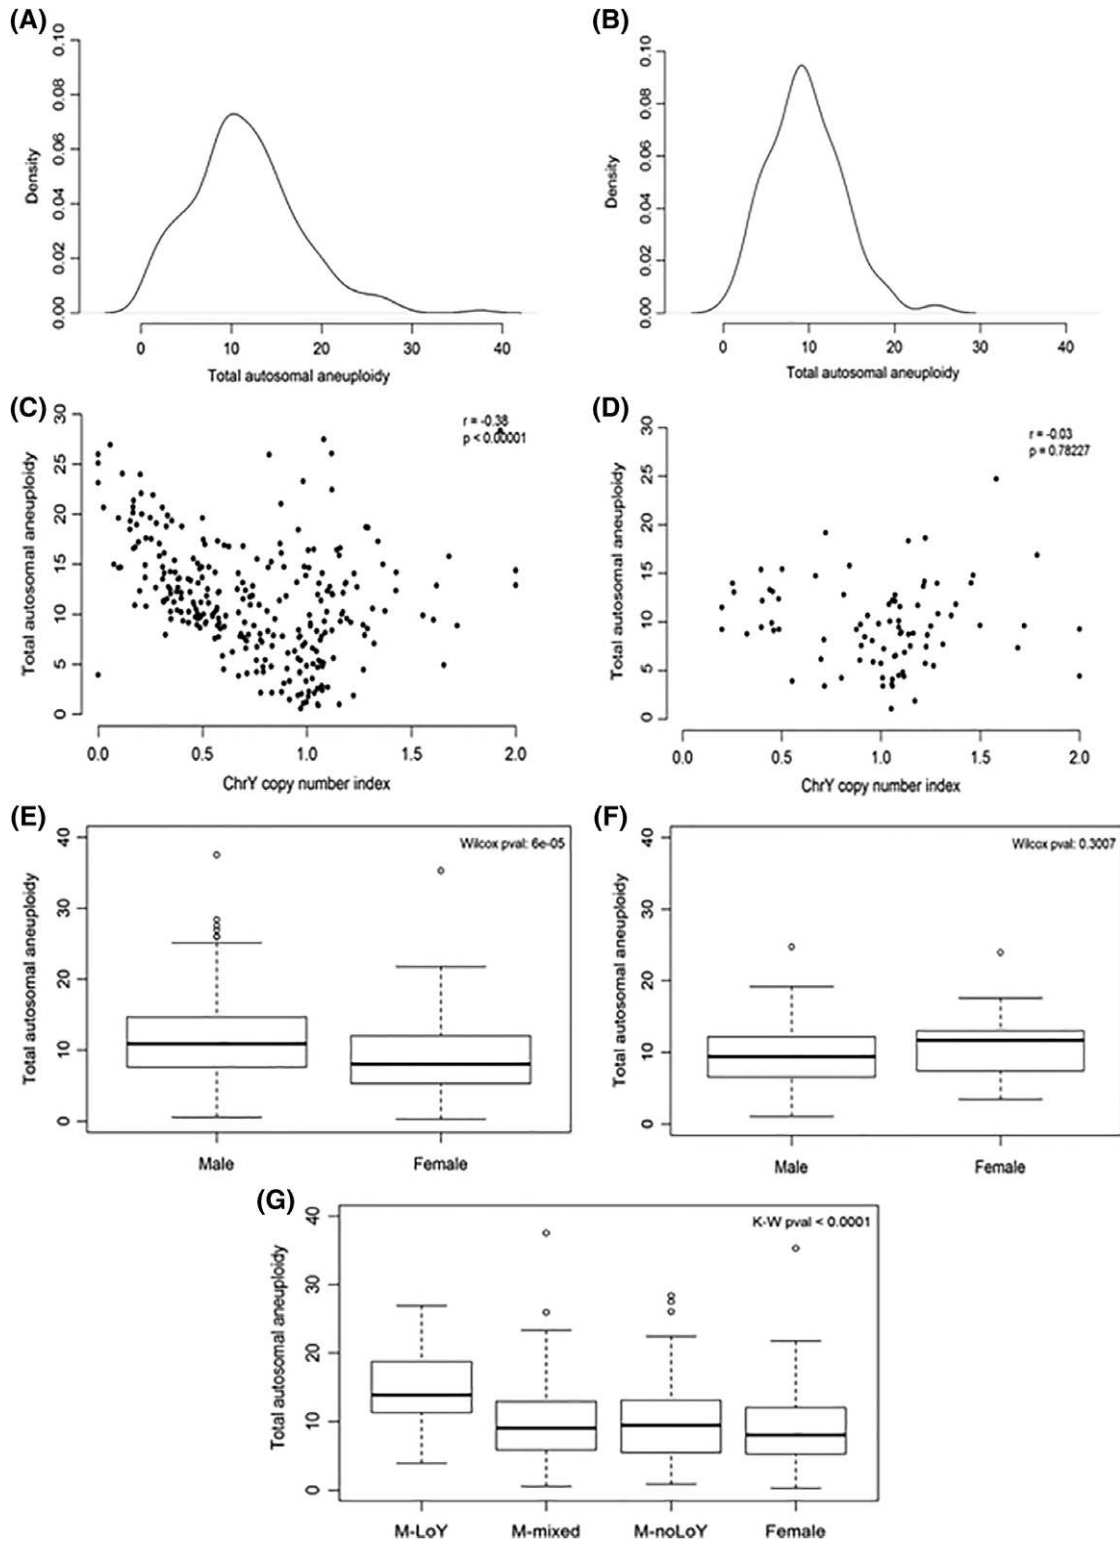 (A)
Density
0.00 0.02 0.04 0.06 0.08 0.10
0 10 20 30 40
Total autosomal aneuploidy
(B)
Density
0.00 0.02 0.04 0.06 0.08 0.10
0 10 20 30 40
Total autosomal aneuploidy
(C)
r = -0.38
p < 0.00001
Total autosomal aneuploidy
0 5 10 15 20 25 30
0.0 0.5 1.0 1.5 2.0
ChrY copy number index
(D)
r = -0.03
p = 0.78227
Total autosomal aneuploidy
0 5 10 15 20 25 30
0.0 0.5 1.0 1.5 2.0
ChrY copy number index
(E)
Wilcox pval: 6e-05
Total autosomal aneuploidy
0 10 20 30 40
Male Female
(F)
Wilcox pval: 0.3007
Total autosomal aneuploidy
0 10 20 30 40
Male Female
(G)
K-W pval < 0.0001
Total autosomal aneuploidy
0 10 20 30 40
M-LoY M-mixed M-noLoY Female